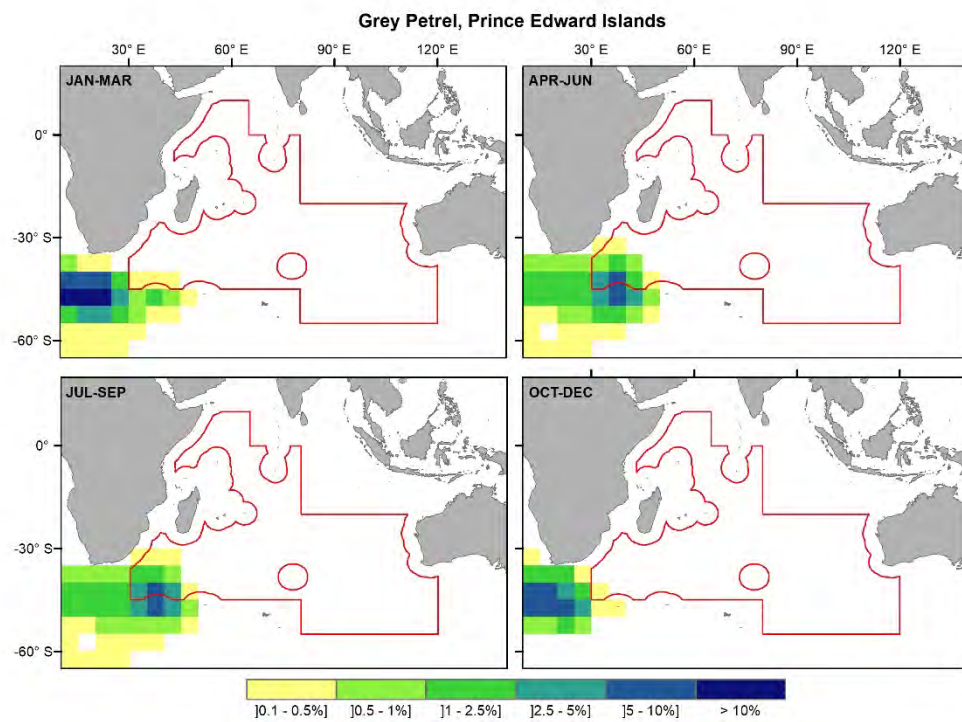 Grey Petrel, Prince Edward Islands
30° E 60° E 90° E 120° E 30° E 60° E 90° E 120° E
JAN-MAR APR-JUN
0°
-30° S
-60° S
JUL-SEP OCT-DEC
0°
-30° S
-60° S
]0.1 - 0.5%] ]0.5 - 1%] ]1 - 2.5%] ]2.5 - 5%] ]5 - 10%] > 10%